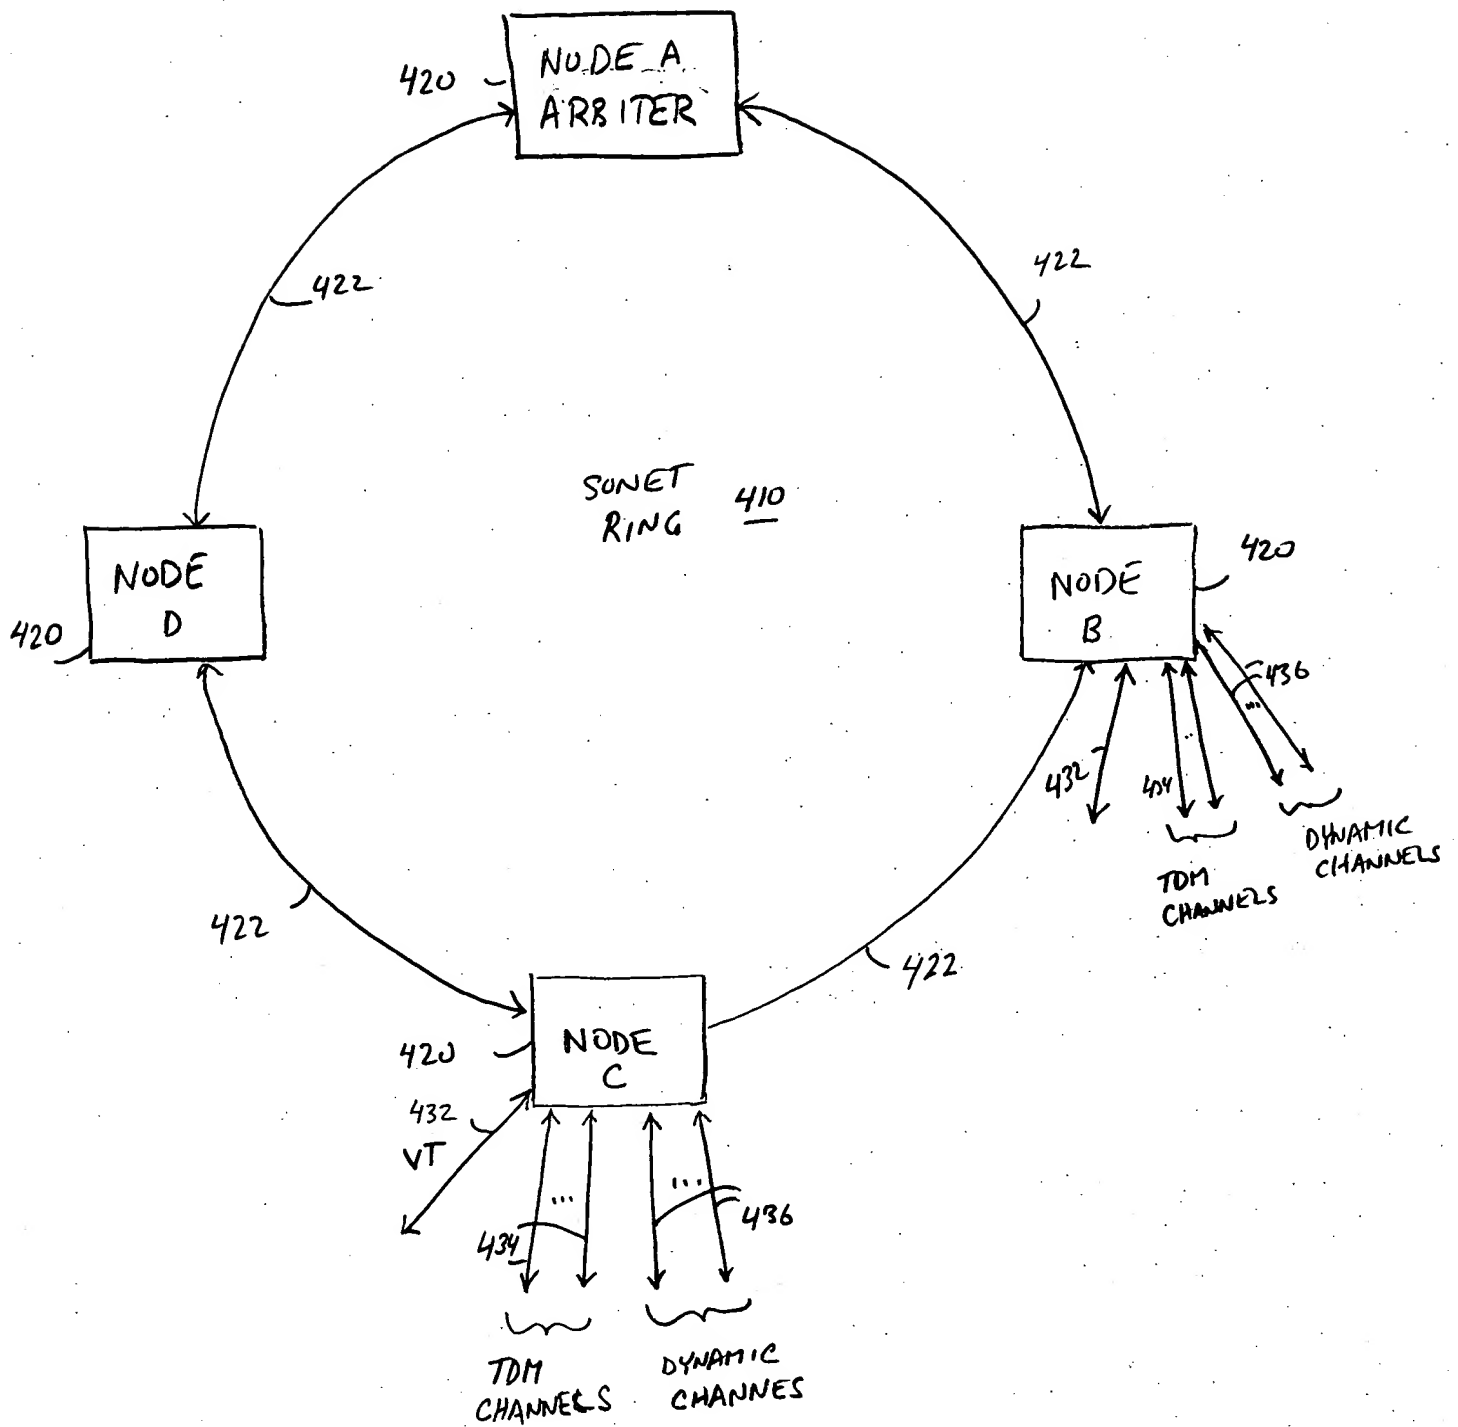 NODE A
ARBITER
420
422
422
SONET
RING 410
NODE
D
420
NODE
B
420
436
...
432
434
..
DYNAMIC
CHANNELS
TDM
CHANNELS
422
422
NODE
C
420
432
VT
...
...
434
436
TDM
CHANNELS
DYNAMIC
CHANNES